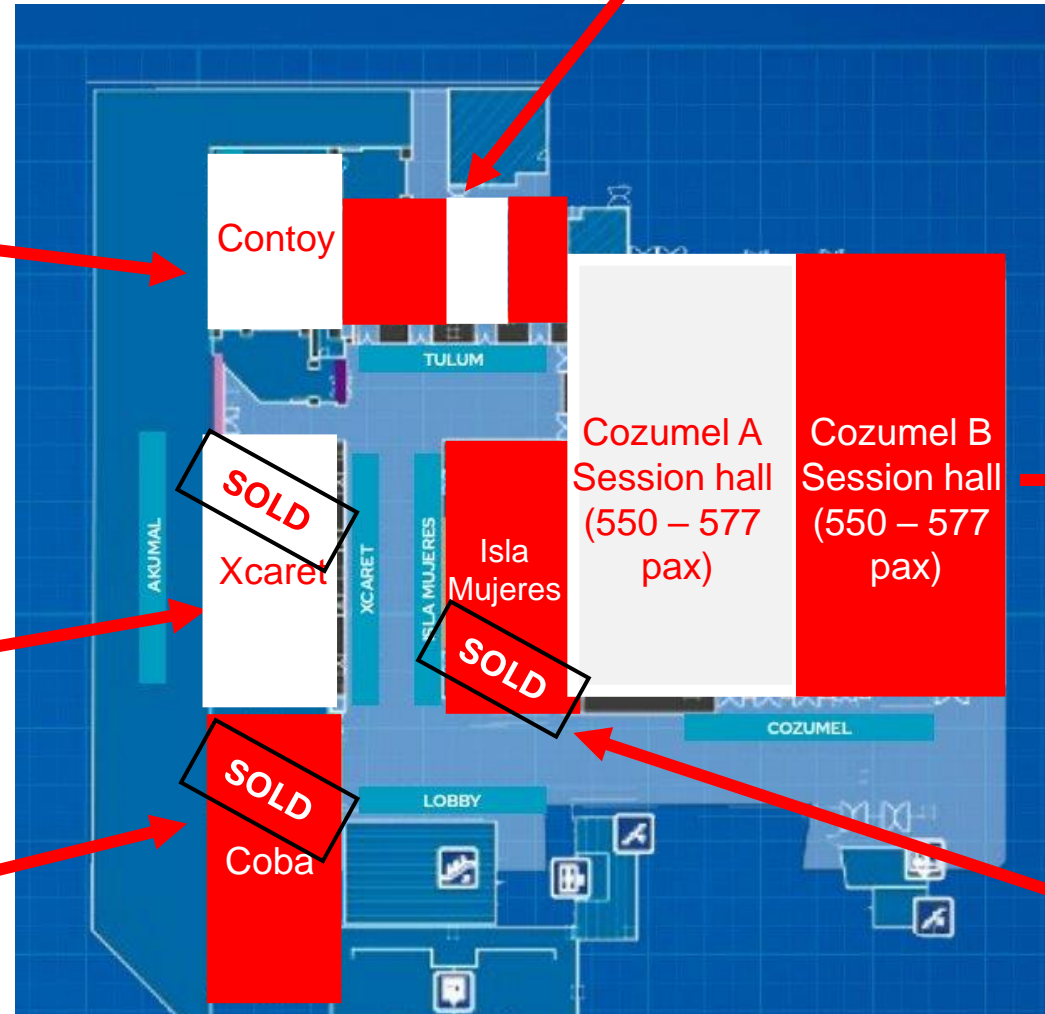 Contoy
TULUM
Cozumel A
Session hall
(550 – 577
pax)
Cozumel B
Session hall
(550 – 577
pax)
SOLD
Xcaret
AKUMAL
XCARET
ISLA MUJERES
Isla
Mujeres
SOLD
COZUMEL
SOLD
Coba
LOBBY